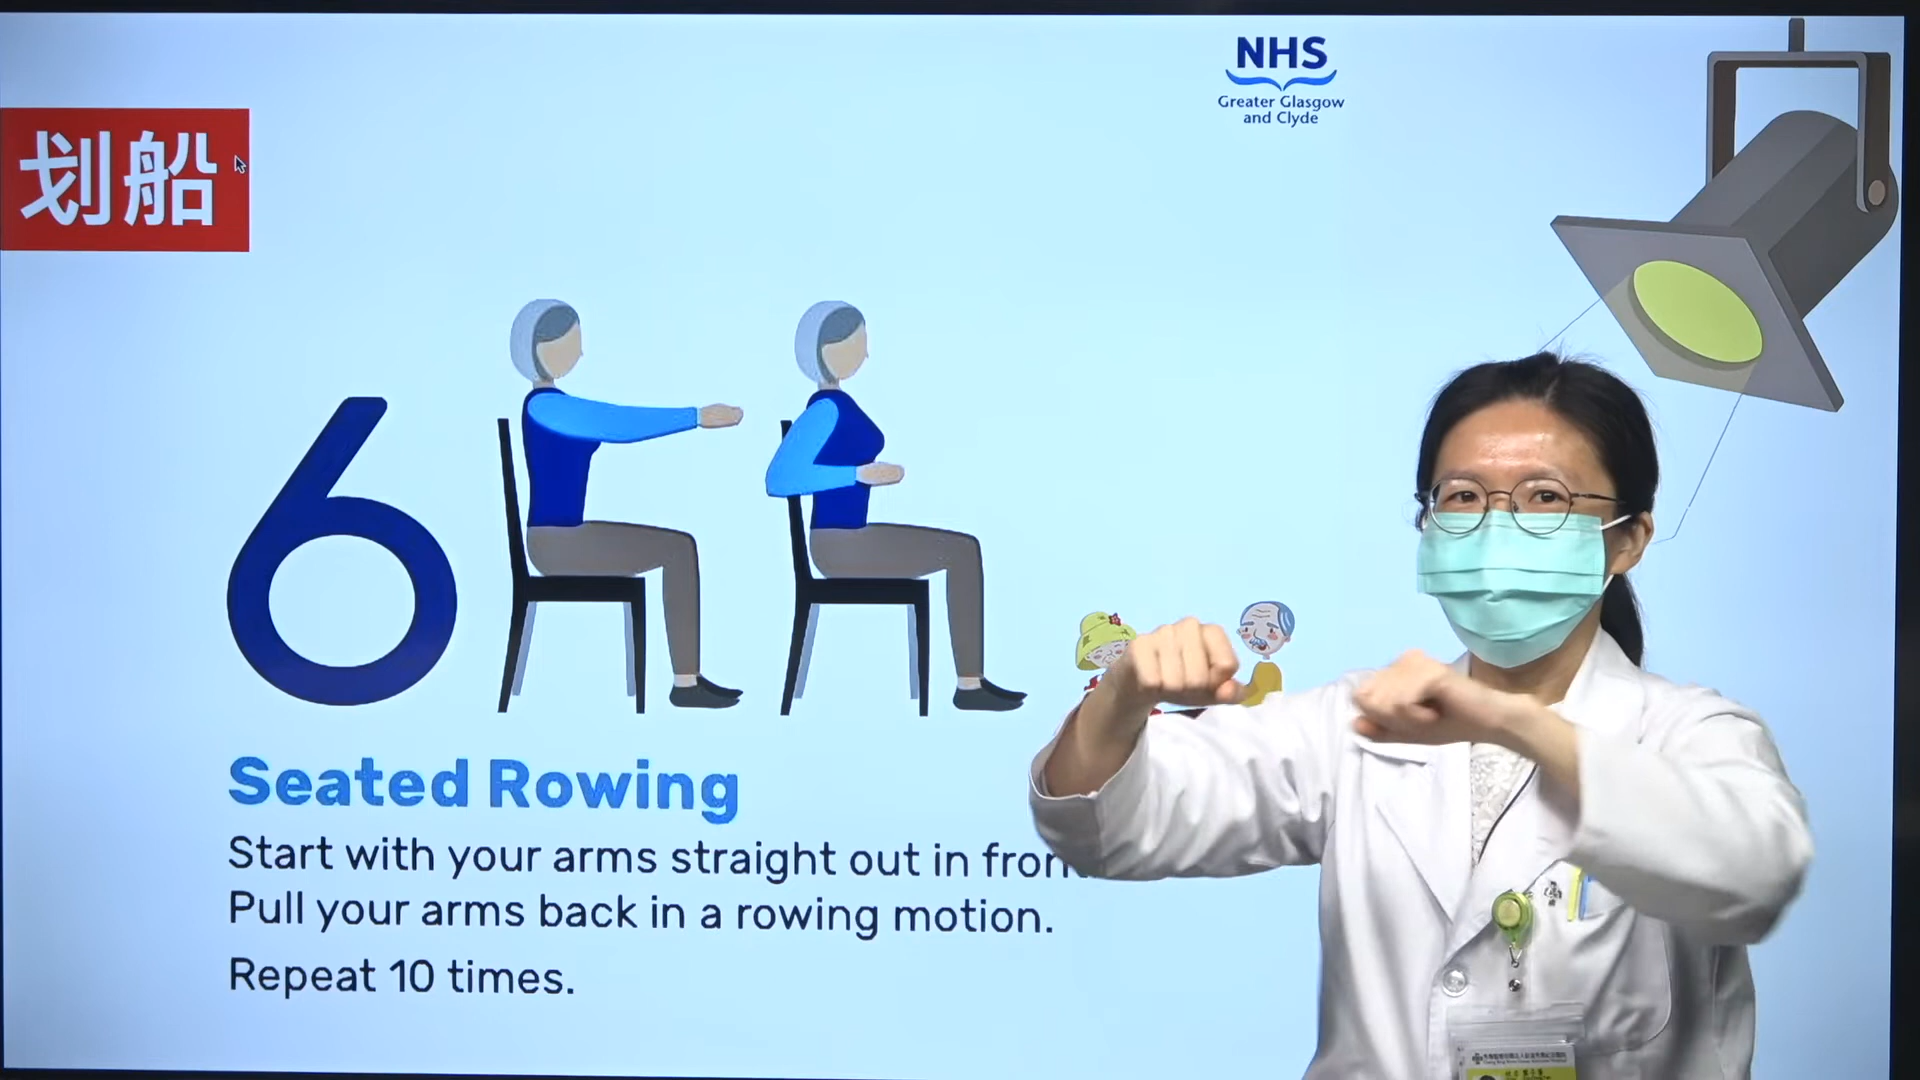 NHS
Greater Glasgow
and Clyde
划船
6
Seated Rowing
Start with your arms straight out in fron
Pull your arms back in a rowing motion.
Repeat 10 times.